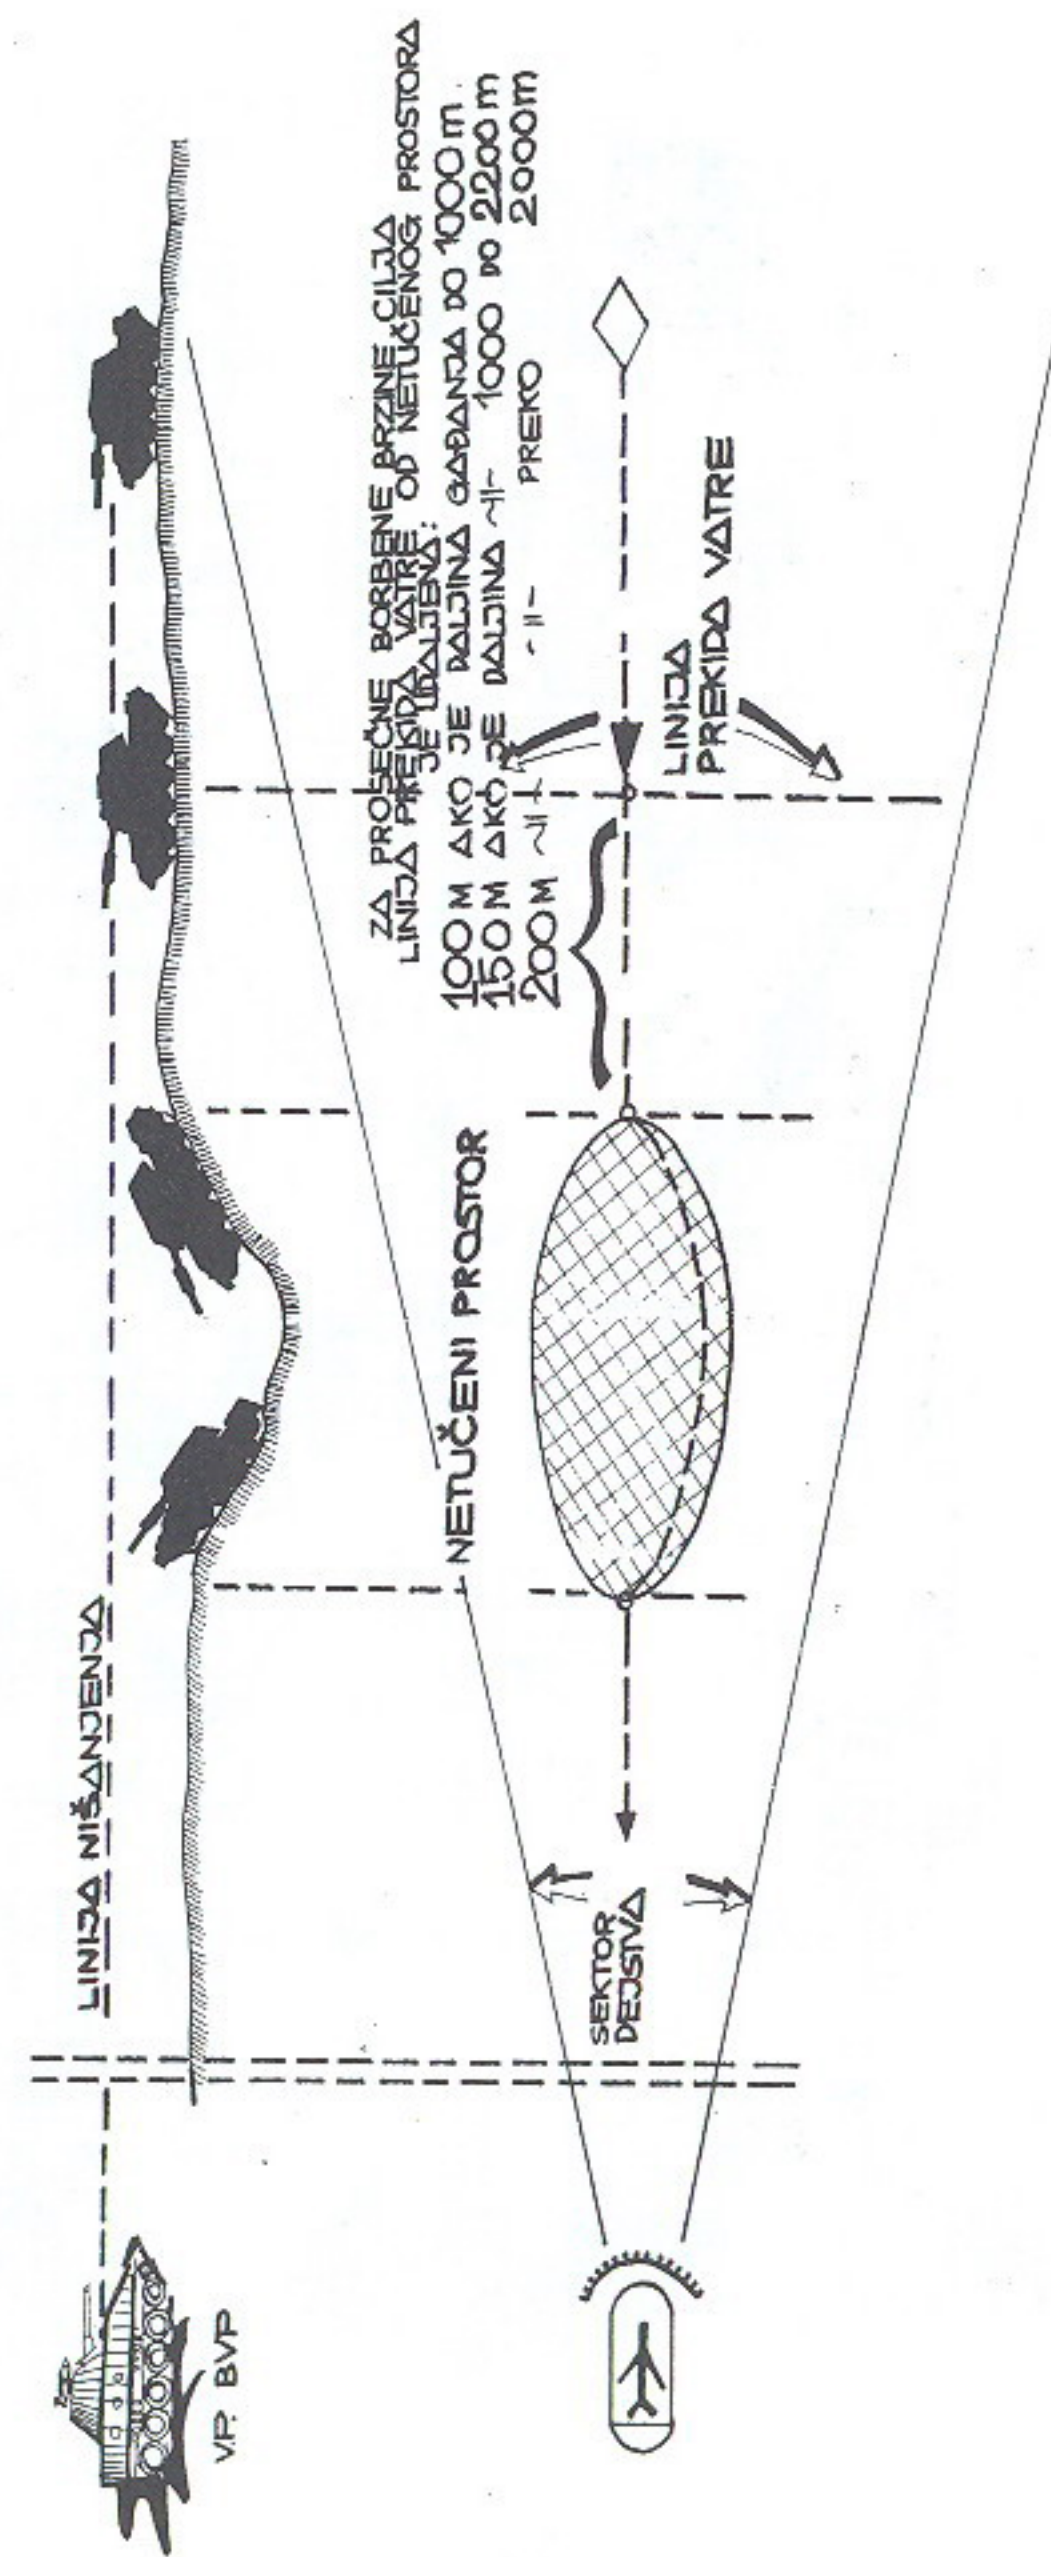 LINIJA NIŠANJENJA
V.P. BVP
ZA PROSEČNE BORBENE BRZINE CILJA
LINIJA PREKIDA VATRE OD NETUČENOG PROSTORA
JE UDALJENA:
100 M AKO JE DALJINA GAĐANJA DO 1000 m
150 M AKO JE DALJINA -II- 1000 DO 2200 m
200 M -II- -II- PREKO 2000 m
NETUČENI PROSTOR
LINIJA
PREKIDA VATRE
SEKTOR
DEJSTVA